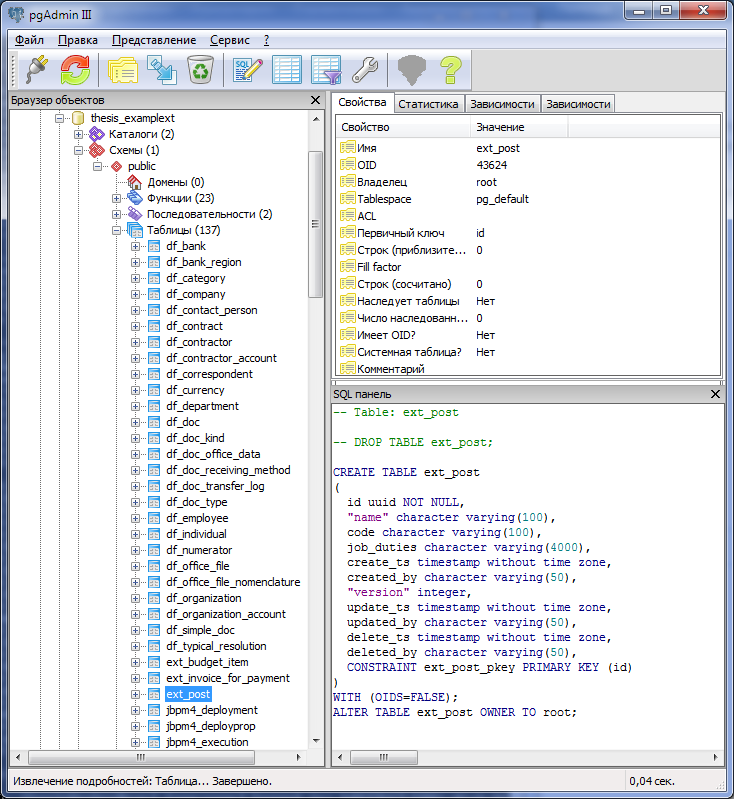 pgAdmin III
Файл Правка Представление Сервис ?
SQL
Браузер объектов
thesis_examplext
Каталоги (2)
Схемы (1)
public
Домены (0)
Функции (23)
Последовательности (2)
Таблицы (137)
df_bank
df_bank_region
df_category
df_company
df_contact_person
df_contract
df_contractor
df_contractor_account
df_correspondent
df_currency
df_department
df_doc
df_doc_kind
df_doc_office_data
df_doc_receiving_method
df_doc_transfer_log
df_doc_type
df_employee
df_individual
df_numerator
df_office_file
df_office_file_nomenclature
df_organization
df_organization_account
df_simple_doc
df_typical_resolution
ext_budget_item
ext_invoice_for_payment
ext_post
jbpm4_deployment
jbpm4_deployprop
jbpm4_execution
Свойства Статистика Зависимости Зависимости
Свойство Значение
Имя ext_post
OID 43624
Владелец root
Tablespace pg_default
ACL
Первичный ключ id
Строк (приблизите... 0
Fill factor
Строк (сосчитано) 0
Наследует таблицы Нет
Число наследованн... 0
Имеет OID? Нет
Системная таблица? Нет
Комментарий
SQL панель
-- Table: ext_post
-- DROP TABLE ext_post;
CREATE TABLE ext_post
(
id uuid NOT NULL,
"name" character varying(100),
code character varying(100),
job_duties character varying(4000),
create_ts timestamp without time zone,
created_by character varying(50),
"version" integer,
update_ts timestamp without time zone,
updated_by character varying(50),
delete_ts timestamp without time zone,
deleted_by character varying(50),
CONSTRAINT ext_post_pkey PRIMARY KEY (id)
)
WITH (OIDS=FALSE);
ALTER TABLE ext_post OWNER TO root;
Извлечение подробностей: Таблица... Завершено. 0,04 сек.